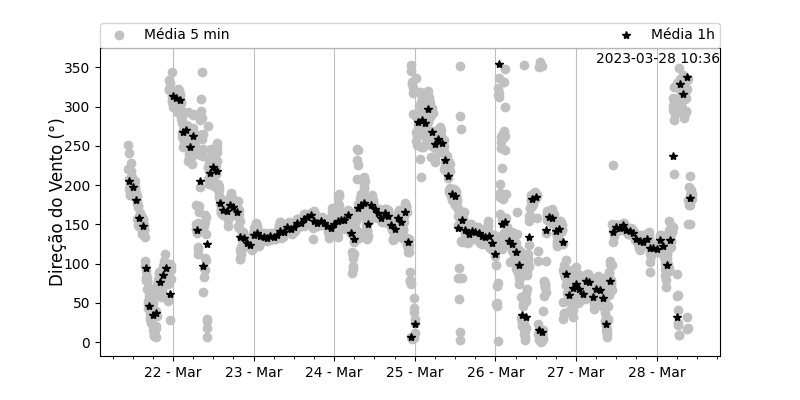 Média 5 min
Média 1h
2023-03-28 10:36
Direção do Vento (°)
350
300
250
200
150
100
50
0
22 - Mar
23 - Mar
24 - Mar
25 - Mar
26 - Mar
27 - Mar
28 - Mar